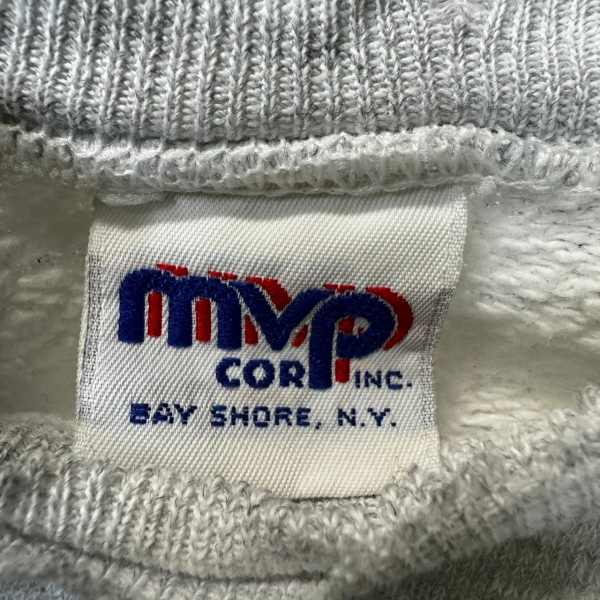 mvp
CORP INC.
BAY SHORE, N.Y.